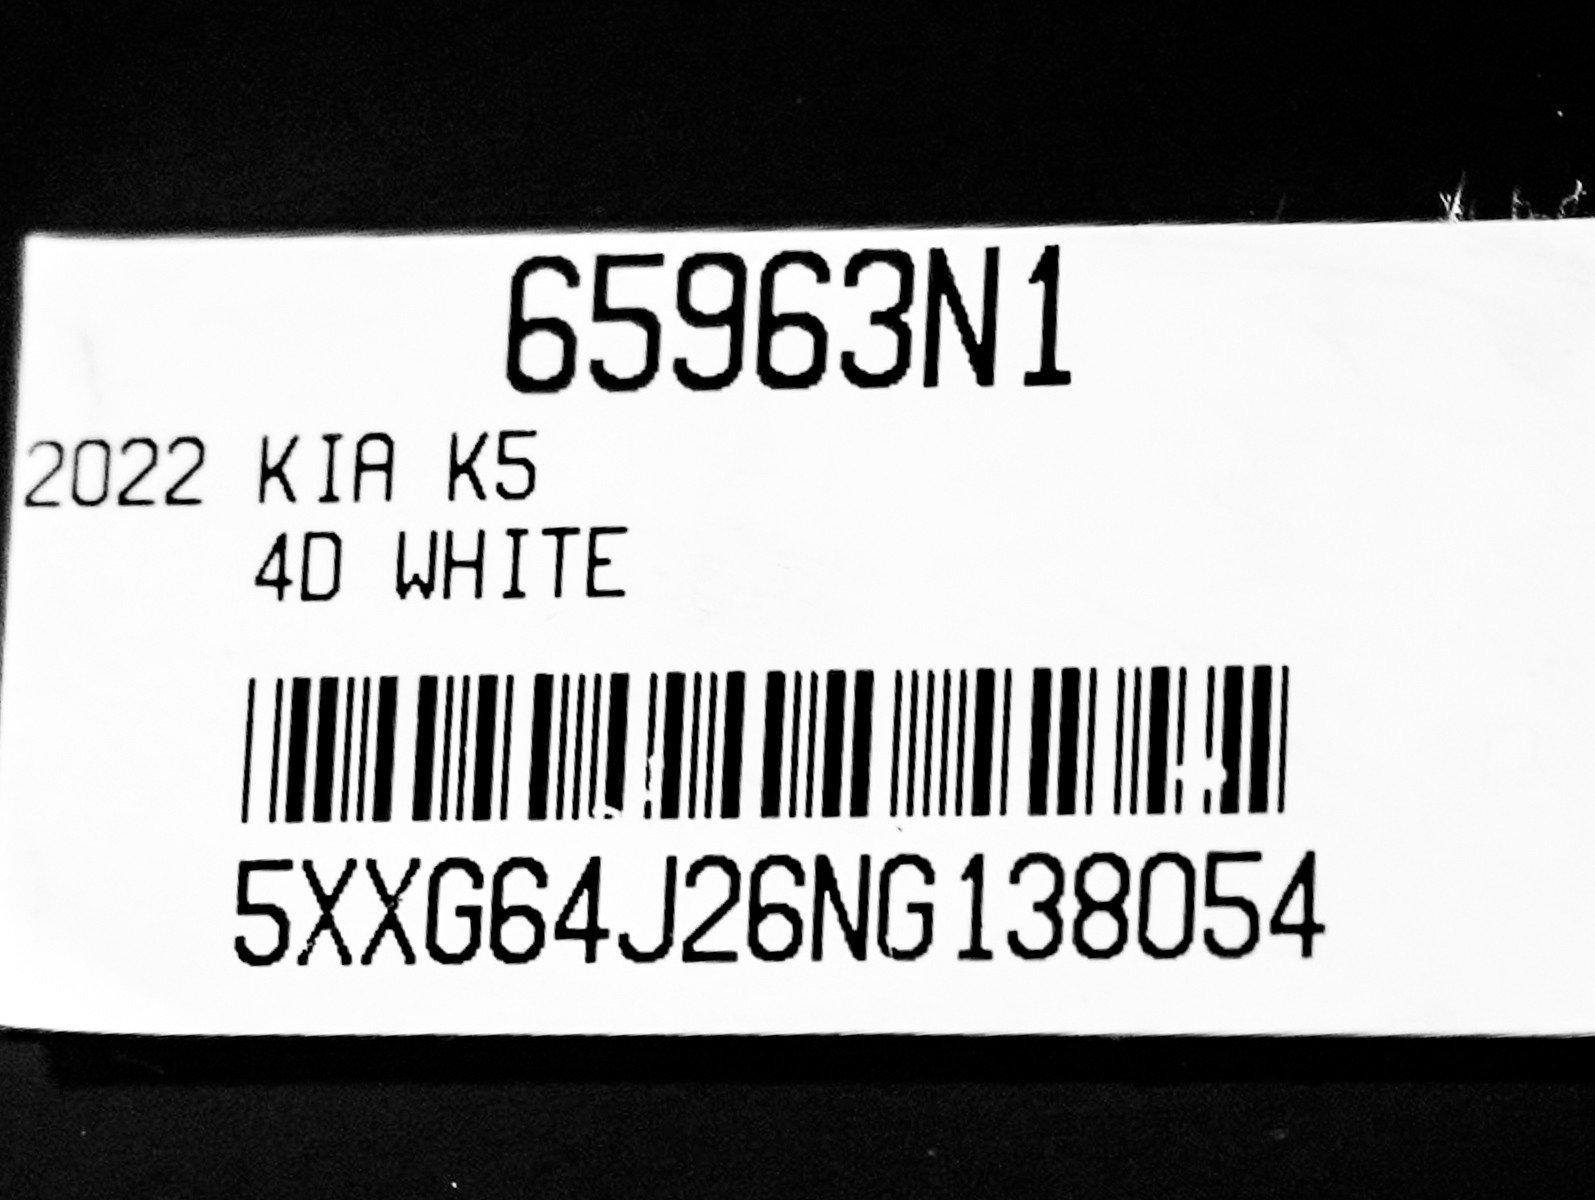 65963N1
2022 KIA K5
4D WHITE
5XXG64J26NG138054